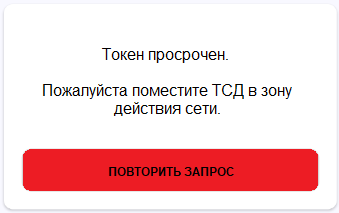 Токен просрочен.
Пожалуйста поместите ТСД в зону
действия сети.
ПОВТОРИТЬ ЗАПРОС